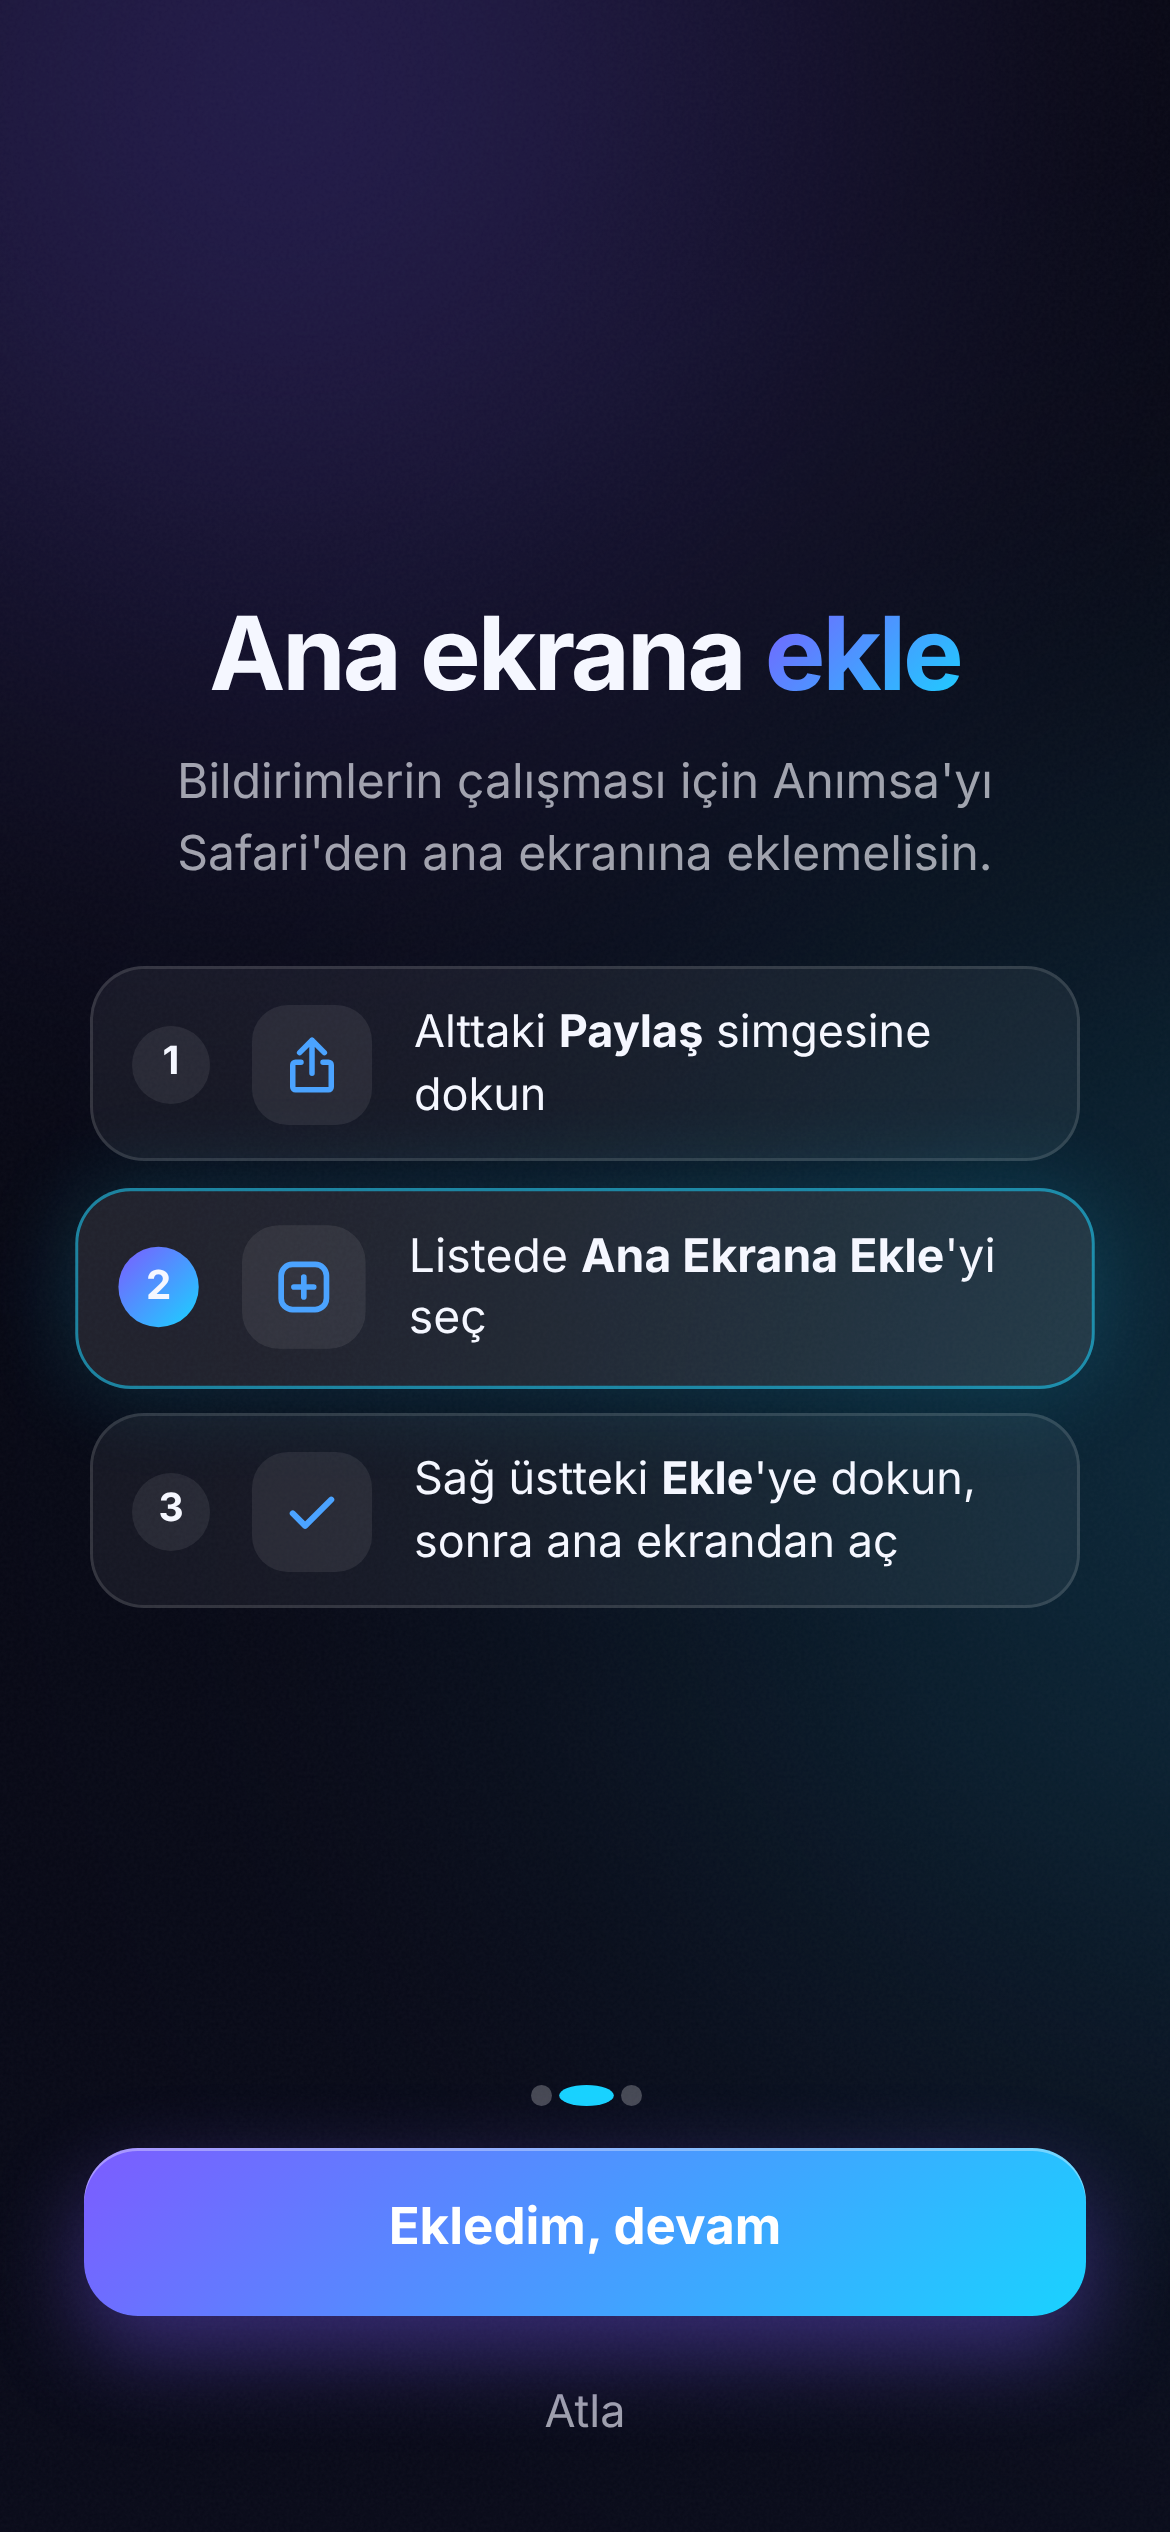 Ana ekrana ekle
Bildirimlerin çalışması için Anımsa'yı
Safari'den ana ekranına eklemelisin.
1
Alttaki Paylaş simgesine
dokun
2
Listede Ana Ekrana Ekle'yi
seç
3
Sağ üstteki Ekle'ye dokun,
sonra ana ekrandan aç
Ekledim, devam
Atla